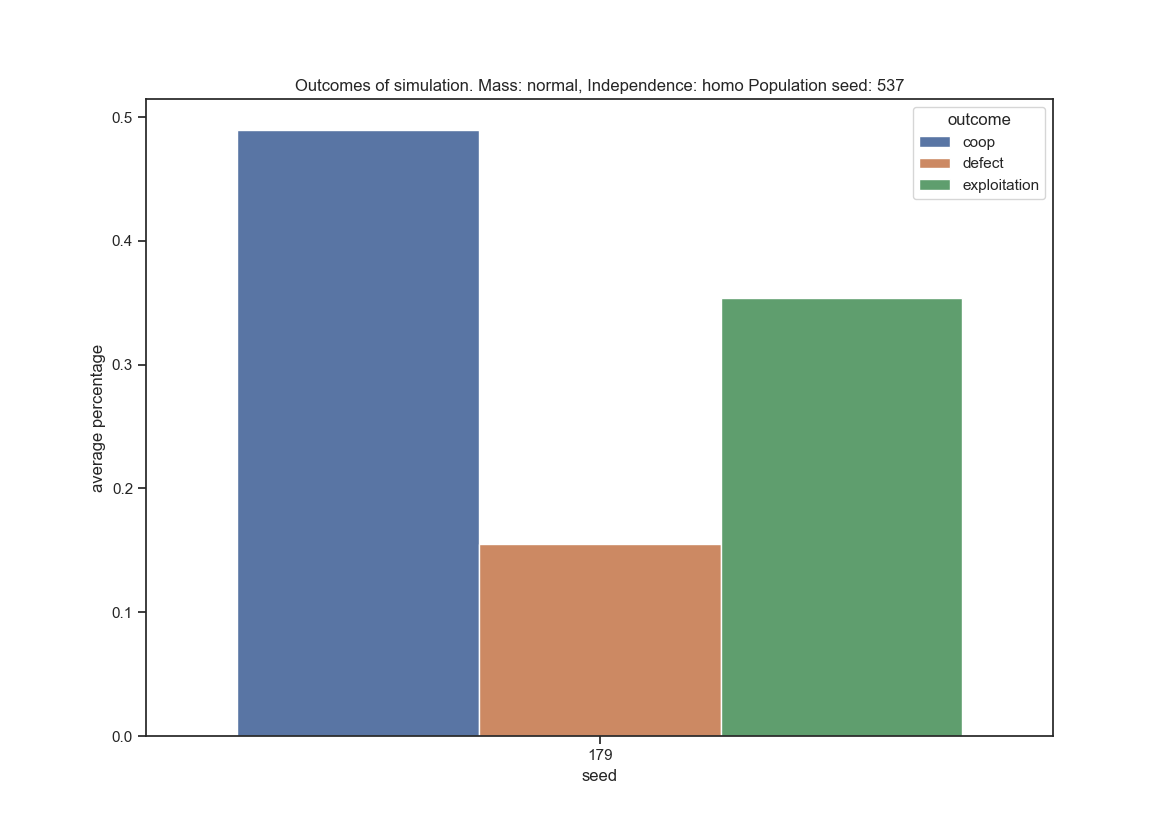 Outcomes of simulation. Mass: normal, Independence: homo Population seed: 537
outcome
coop
defect
exploitation
0.5
0.4
0.3
0.2
0.1
0.0
average percentage
179
seed